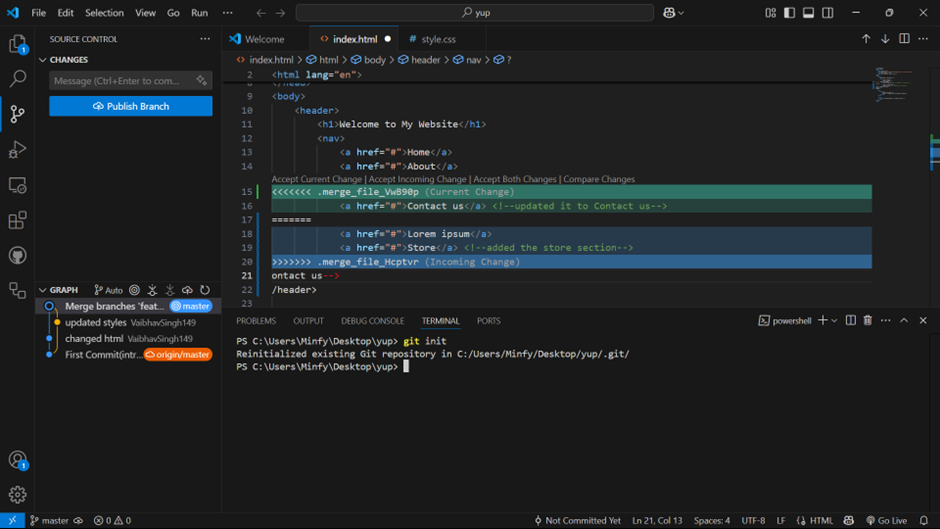 File Edit Selection View Go Run ··· yup
SOURCE CONTROL ···
Welcome index.html style.css
index.html > html > body > header > nav > ?
CHANGES
Message (Ctrl+Enter to com...
Publish Branch
2 <html lang="en">
9 <body>
10 <header>
11 <h1>Welcome to My Website</h1>
12 <nav>
13 <a href="#">Home</a>
14 <a href="#">About</a>
Accept Current Change | Accept Incoming Change | Accept Both Changes | Compare Changes
15 <<<<<<< .merge_file_VwB90p (Current Change)
16 <a href="#">Contact us</a> <!--updated it to Contact us-->
17 =======
18 <a href="#">Lorem ipsum</a>
19 <a href="#">Store</a> <!--added the store section-->
20 >>>>>>> .merge_file_Hcptvr (Incoming Change)
21 ontact us-->
22 /header>
23
GRAPH Auto
Merge branches 'feat... master
updated styles VaibhavSingh149
changed html VaibhavSingh149
First Commit(intr... origin/master
PROBLEMS OUTPUT DEBUG CONSOLE TERMINAL PORTS powershell
PS C:\Users\Minfy\Desktop\yup> git init
Reinitialized existing Git repository in C:/Users/Minfy/Desktop/yup/.git/
PS C:\Users\Minfy\Desktop\yup>
1
1
master 0 0 Not Committed Yet Ln 21, Col 13 Spaces: 4 UTF-8 LF HTML Go Live